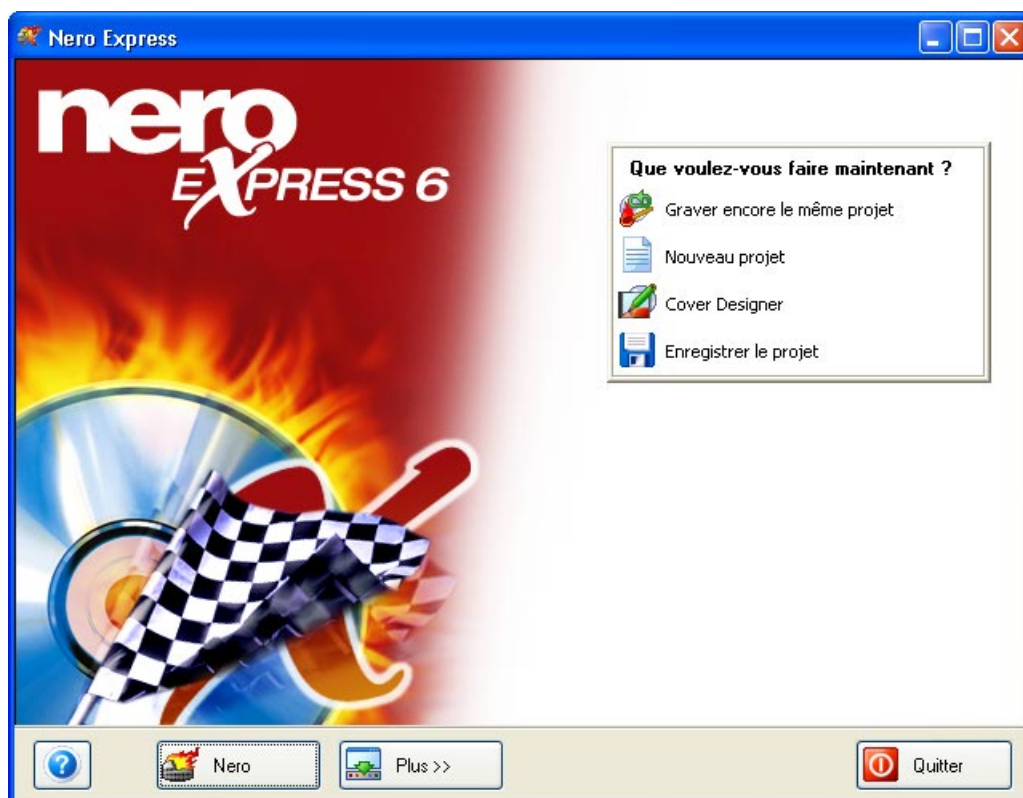 Nero Express
nero
EXPRESS 6
Que voulez-vous faire maintenant ?
Graver encore le même projet
Nouveau projet
Cover Designer
Enregistrer le projet
?
Nero
Plus >>
Quitter